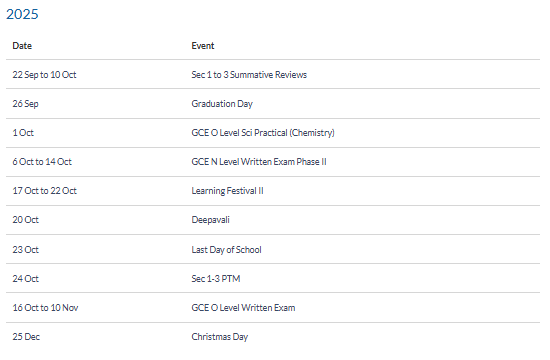 2025
Date Event
22 Sep to 10 Oct Sec 1 to 3 Summative Reviews
26 Sep Graduation Day
1 Oct GCE O Level Sci Practical (Chemistry)
6 Oct to 14 Oct GCE N Level Written Exam Phase II
17 Oct to 22 Oct Learning Festival II
20 Oct Deepavali
23 Oct Last Day of School
24 Oct Sec 1-3 PTM
16 Oct to 10 Nov GCE O Level Written Exam
25 Dec Christmas Day